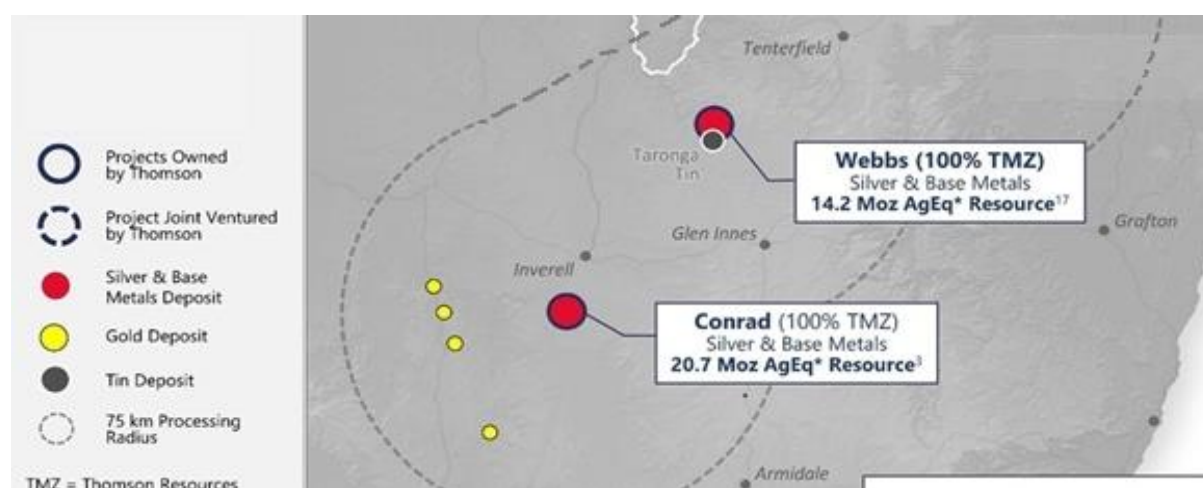 Projects Owned
by Thomson
Project Joint Ventured
by Thomson
Silver & Base
Metals Deposit
Gold Deposit
Tin Deposit
75 km Processing
Radius
TMZ = Thomson Resources
Tenterfield
Taronga
Tin
Webbs (100% TMZ)
Silver & Base Metals
14.2 Moz AgEq* Resource¹⁷
Grafton
Glen Innes
Inverell
Conrad (100% TMZ)
Silver & Base Metals
20.7 Moz AgEq* Resource³
Armidale